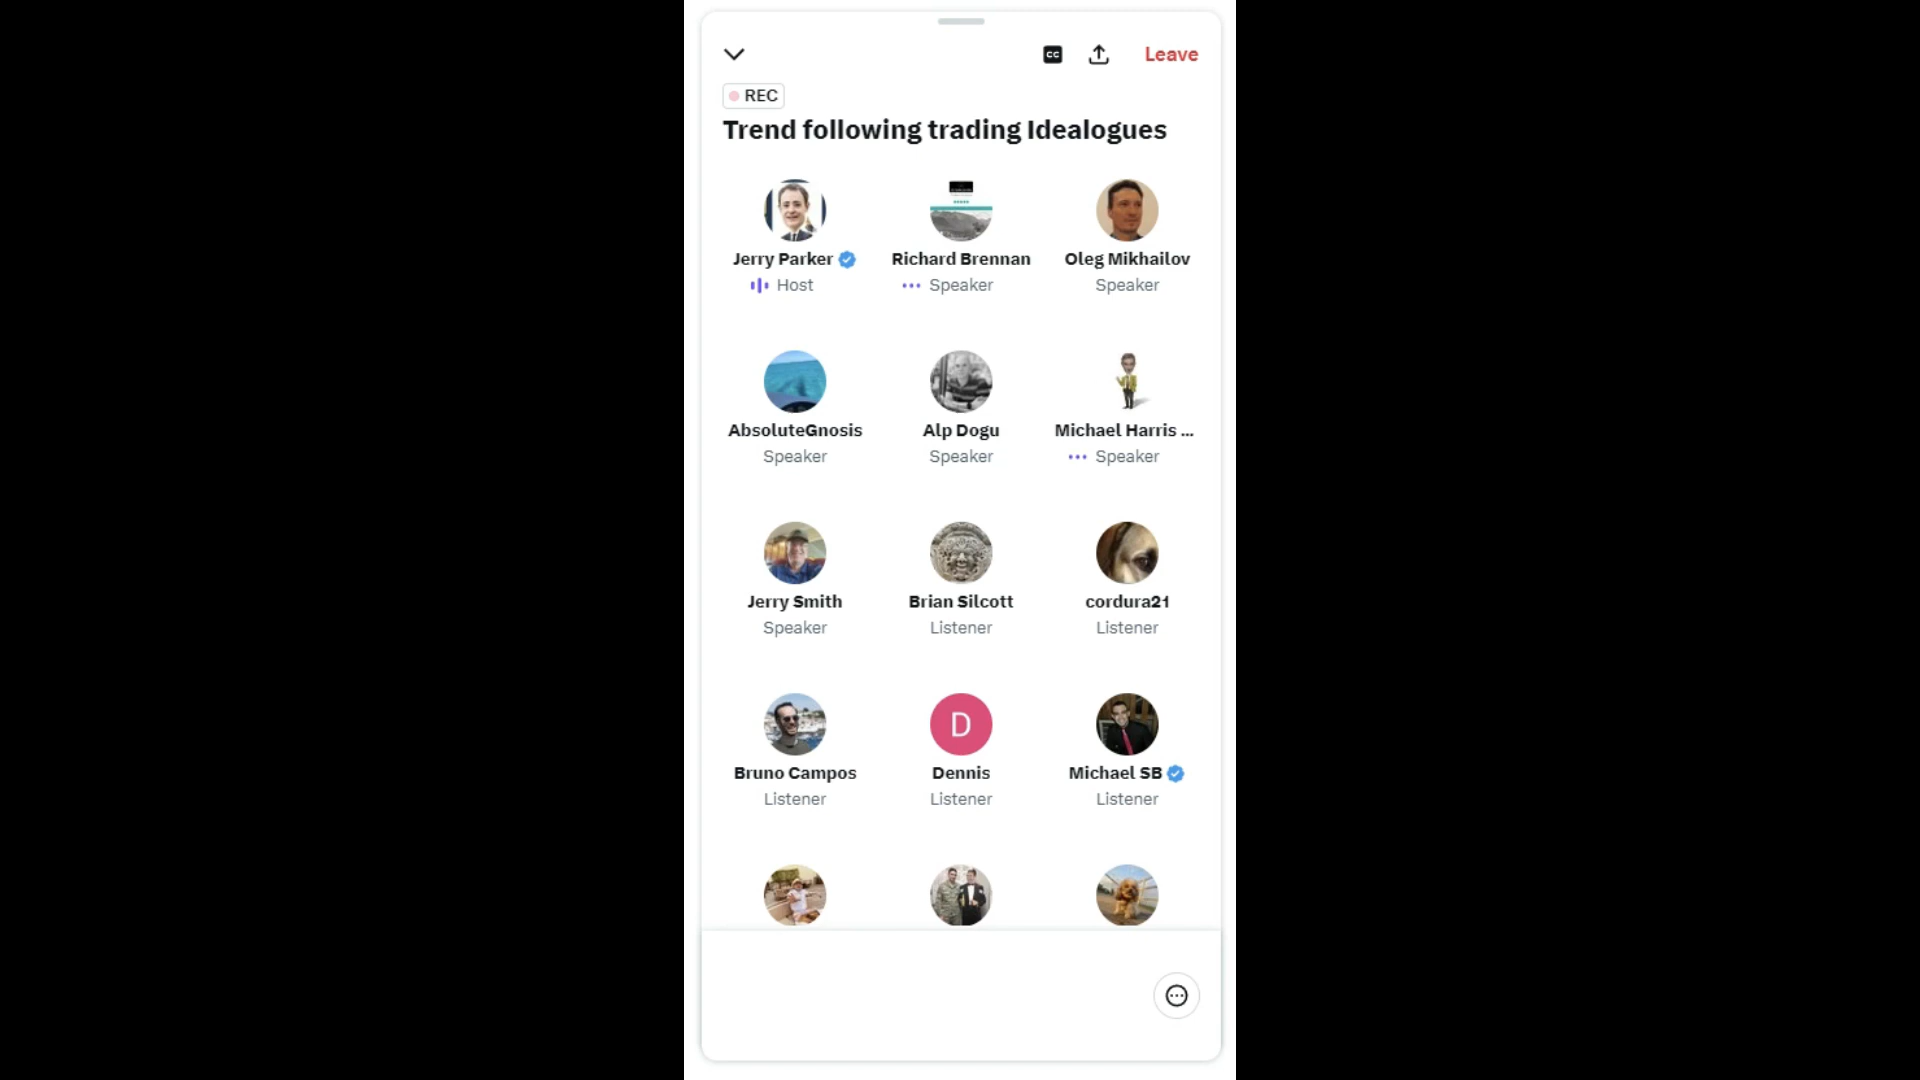 CC
Leave
REC
Trend following trading Idealogues
Jerry Parker
Richard Brennan
Oleg Mikhailov
Host
Speaker
Speaker
AbsoluteGnosis
Alp Dogu
Michael Harris ...
Speaker
Speaker
Speaker
Jerry Smith
Brian Silcott
cordura21
Speaker
Listener
Listener
D
Bruno Campos
Dennis
Michael SB
Listener
Listener
Listener